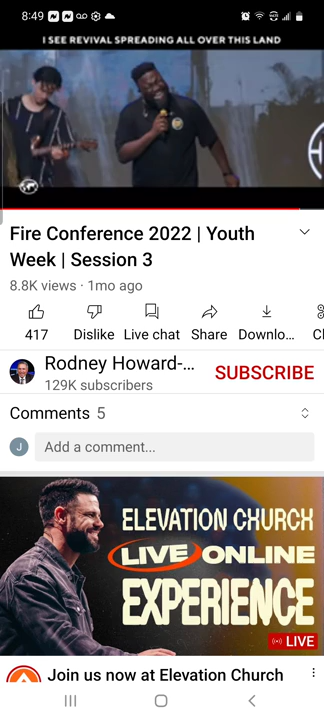 8:49
I SEE REVIVAL SPREADING ALL OVER THIS LAND
Fire Conference 2022 | Youth
Week | Session 3
8.8K views · 1mo ago
417 Dislike Live chat Share Downlo...
Rodney Howard-...
SUBSCRIBE
129K subscribers
Comments 5
J Add a comment...
ELEVATION CHURCH
LIVE ONLINE
EXPERIENCE
LIVE
Join us now at Elevation Church